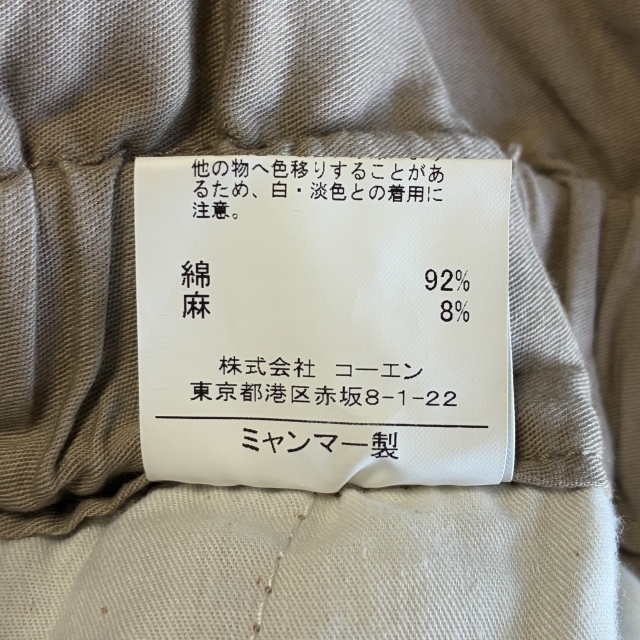 他の物へ色移りすることがあ
るため、白・淡色との着用に
注意。
綿 92%
麻 8%
株式会社 コーエン
東京都港区赤坂8-1-22
ミャンマー製